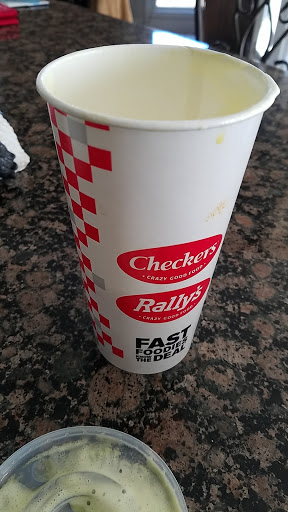 Checkers
• CRAZY GOOD FOOD •
Rally's
• CRAZY GOOD FOOD •
FAST
FOODIES
THE DEAL